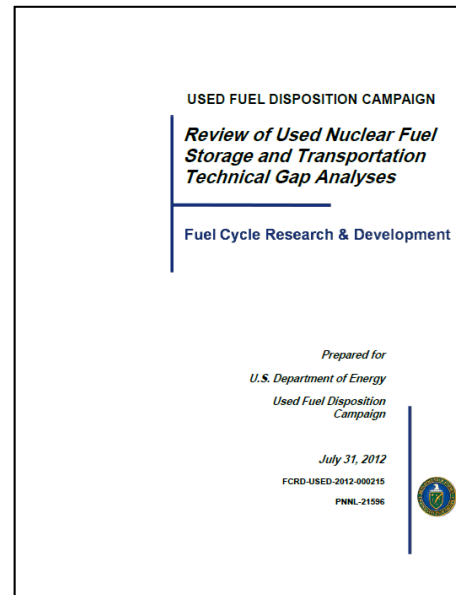 USED FUEL DISPOSITION CAMPAIGN
Review of Used Nuclear Fuel
Storage and Transportation
Technical Gap Analyses
Fuel Cycle Research & Development
Prepared for
U.S. Department of Energy
Used Fuel Disposition
Campaign
July 31, 2012
FCRD-USED-2012-000215
PNNL-21596